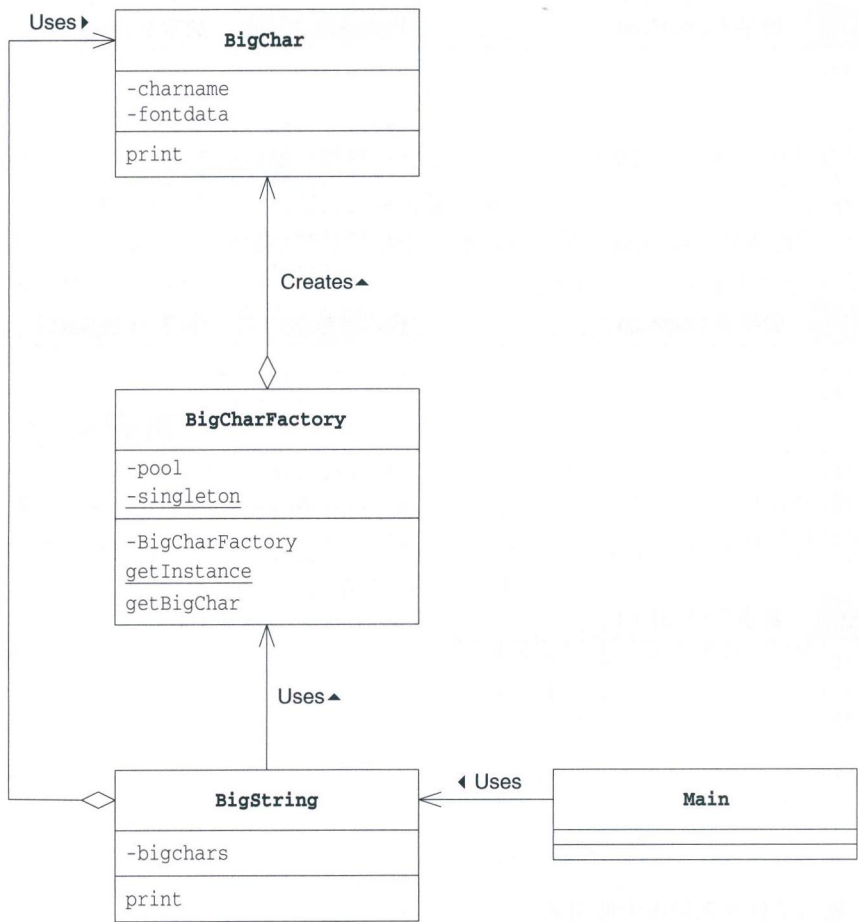 Uses▶
BigChar
-charname
-fontdata
print
Creates▲
BigCharFactory
-pool
-singleton
-BigCharFactory
getInstance
getBigChar
Uses▲
BigString
-bigchars
print
◀ Uses
Main